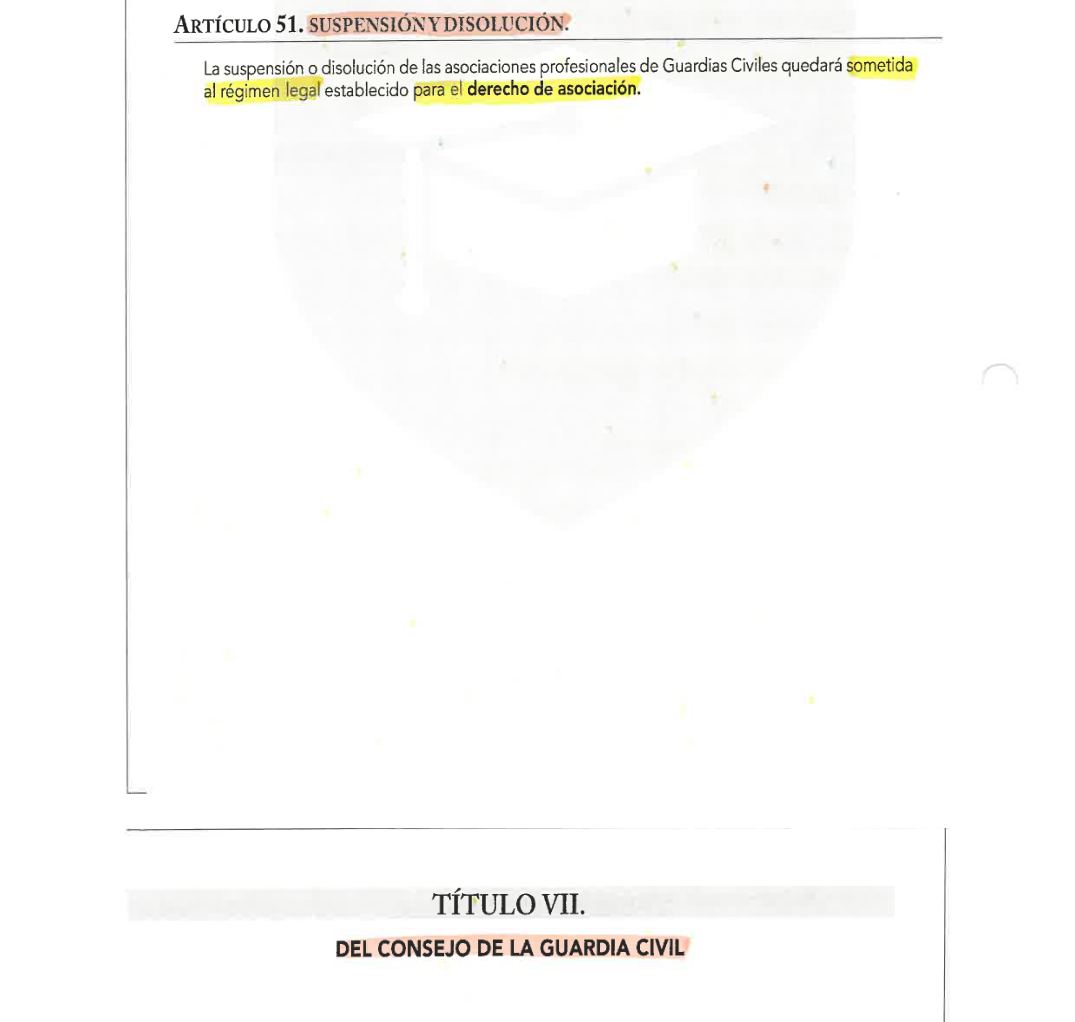 ARTÍCULO 51. SUSPENSIÓN Y DISOLUCIÓN.
La suspensión o disolución de las asociaciones profesionales de Guardias Civiles quedará sometida
al régimen legal establecido para el derecho de asociación.
TÍTULO VII.
DEL CONSEJO DE LA GUARDIA CIVIL